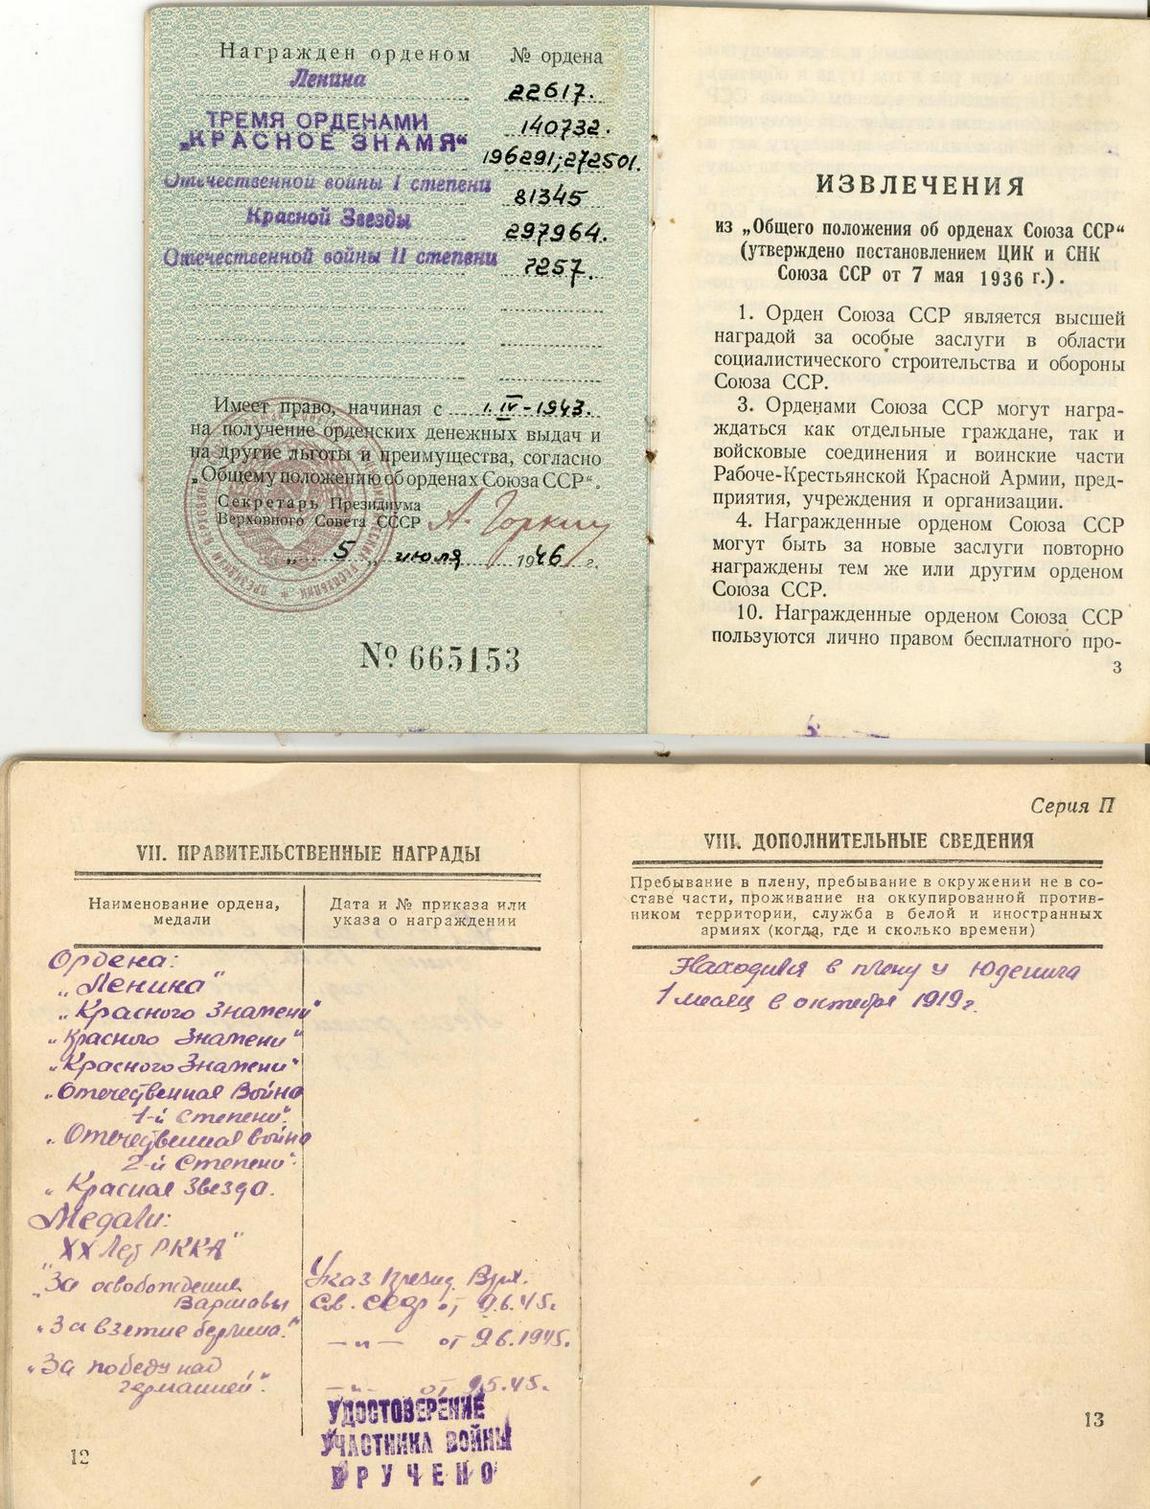 Награжден орденом № ордена
Ленина 22617.
ТРЕМЯ ОРДЕНАМИ 140732.
„КРАСНОЕ ЗНАМЯ“ 196291; 272501.
Отечественной войны I степени 81345
Красной Звезды 297964.
Отечественной войны II степени 7257.
Имеет право, начиная с 1.IV-1943.
на получение орденских денежных выдач и
на другие льготы и преимущества, согласно
„Общему положению об орденах Союза ССР“.
Секретарь Президиума
Верховного Совета СССР А. Горкин
„ 5 „ июля 1946 г.
№ 665153
ИЗВЛЕЧЕНИЯ
из „Общего положения об орденах Союза ССР“
(утверждено постановлением ЦИК и СНК
Союза ССР от 7 мая 1936 г.).
1. Орден Союза ССР является высшей
наградой за особые заслуги в области
социалистического строительства и обороны
Союза ССР.
3. Орденами Союза ССР могут награ-
ждаться как отдельные граждане, так и
войсковые соединения и воинские части
Рабоче-Крестьянской Красной Армии, пред-
приятия, учреждения и организации.
4. Награжденные орденом Союза ССР
могут быть за новые заслуги повторно
награждены тем же или другим орденом
Союза ССР.
10. Награжденные орденом Союза ССР
пользуются лично правом бесплатного про-
3
VII. ПРАВИТЕЛЬСТВЕННЫЕ НАГРАДЫ
Наименование ордена,
медали
Дата и № приказа или
указа о награждении
Ордена:
„Ленина“
„Красного Знамени“
„Красного Знамени“
„Красного Знамени“
„Отечественная Война
1-й Степени“.
„Отечественная Война
2-й Степени“.
„Красная Звезда.
Медали:
„XX Лет РККА“
„За освобождение Указ Презид. Врх.
Варшавы Св. СССР от 9.6.45г.
„За взятие Берлина.“ —„— от 9.6.1945г.
„За победу над
Германией“. —„— от 9.5.45г.
УДОСТОВЕРЕНИЕ
УЧАСТНИКА ВОЙНЫ
ВРУЧЕНО
12
Серия П
VIII. ДОПОЛНИТЕЛЬНЫЕ СВЕДЕНИЯ
Пребывание в плену, пребывание в окружении не в со-
ставе части, проживание на оккупированной против-
ником территории, служба в белой и иностранных
армиях (когда, где и сколько времени)
Находился в плену у Юденича
1 месяц в октябре 1919г.
13